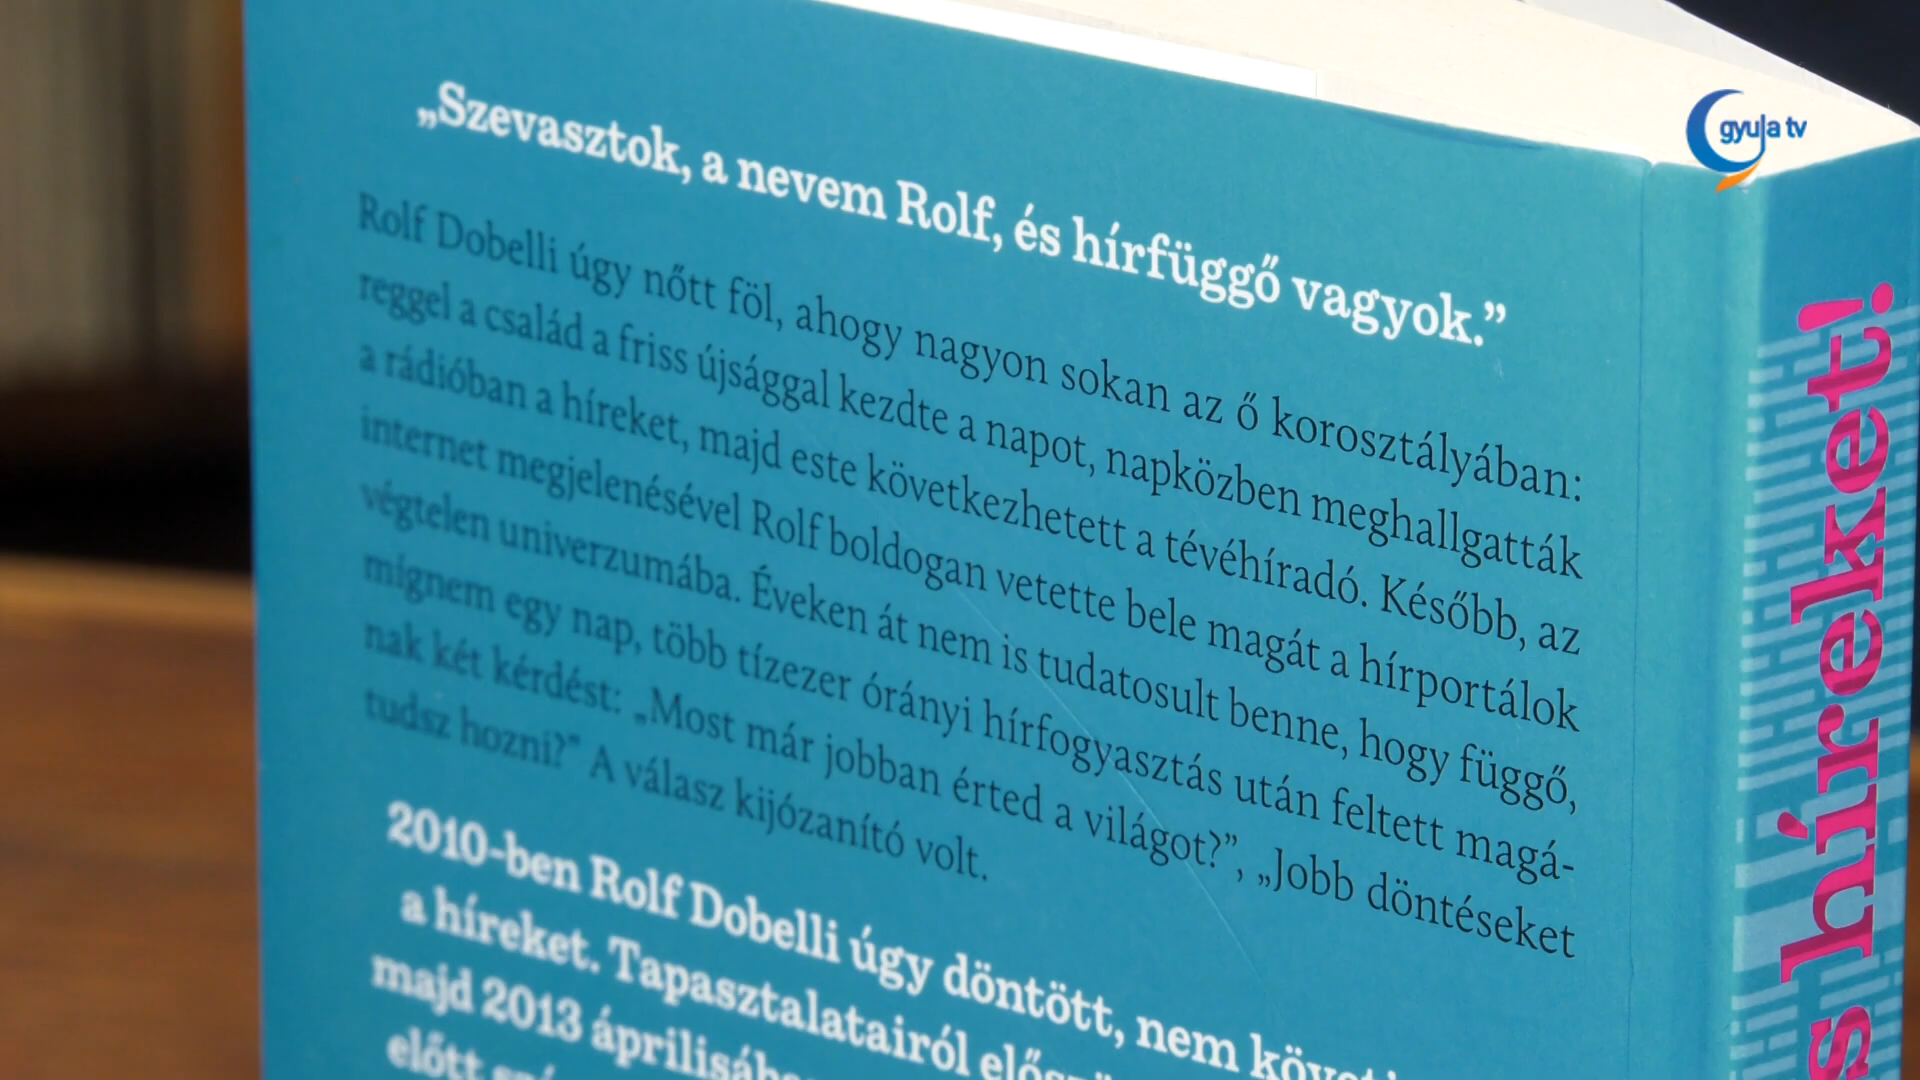 „Szevasztok, a nevem Rolf, és hírfüggő vagyok.”
Rolf Dobelli úgy nőtt föl, ahogy nagyon sokan az ő korosztályában:
reggel a család a friss újsággal kezdte a napot, napközben meghallgatták
a rádióban a híreket, majd este következhetett a tévéhíradó. Később, az
internet megjelenésével Rolf boldogan vetette bele magát a hírportálok
végtelen univerzumába. Éveken át nem is tudatosult benne, hogy függő,
mígnem egy nap, több tízezer órányi hírfogyasztás után feltett magá-
nak két kérdést: „Most már jobban érted a világot?”, „Jobb döntéseket
tudsz hozni?” A válasz kijózanító volt.
2010-ben Rolf Dobelli úgy döntött, nem
a híreket. Tapasztalatairól
majd 2013
előtt
híreket!
gyula tv